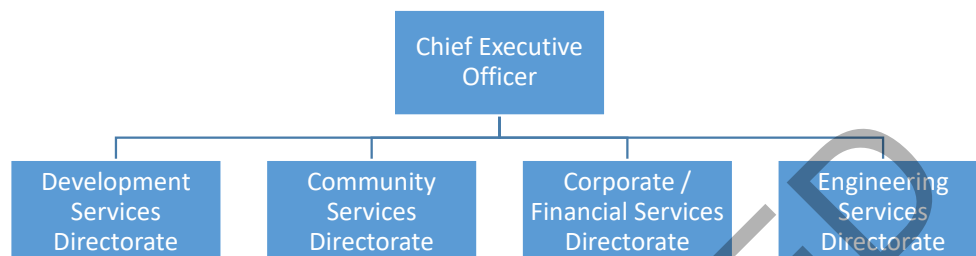 Chief Executive
Officer
Development
Services
Directorate
Community
Services
Directorate
Corporate /
Financial Services
Directorate
Engineering
Services
Directorate